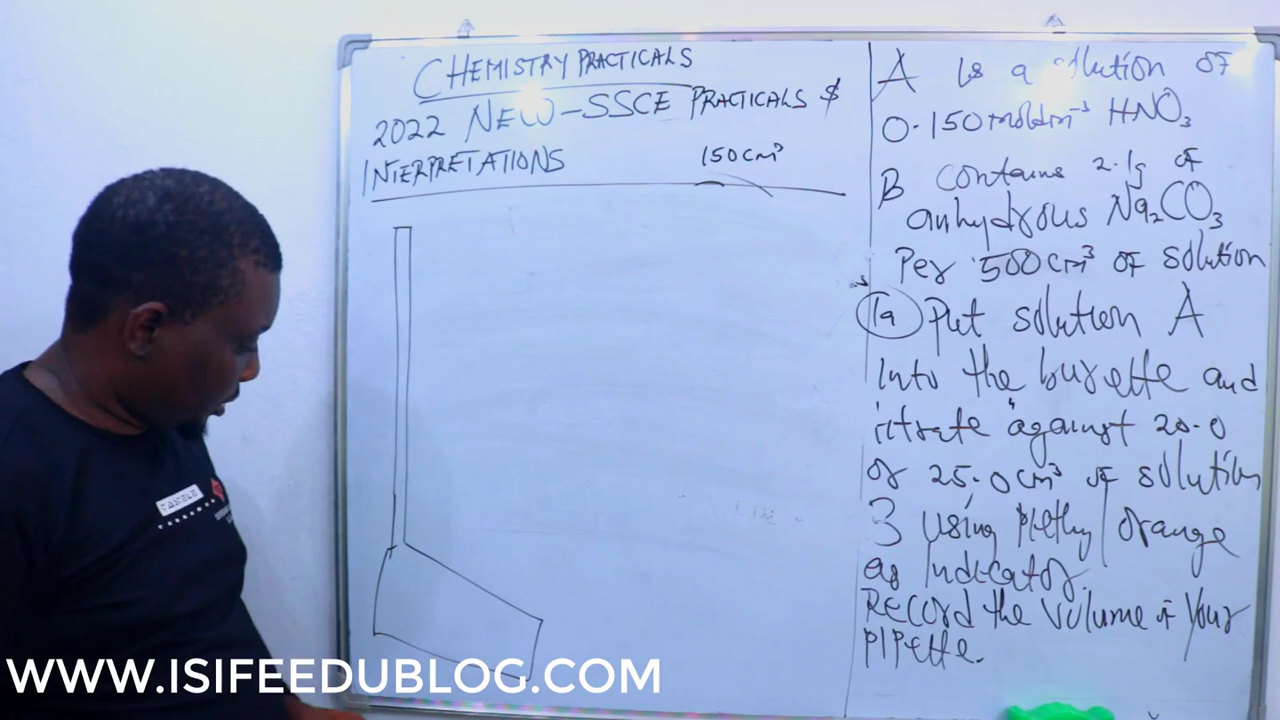 CHEMISTRY PRACTICALS
2022 NEW-SSCE PRACTICALS &
INTERPRETATIONS
150cm³
A Is a solution OF
0.150moldm⁻³ HNO₃
B contains 2.1g of
anhydrous Na₂CO₃
Per 500cm³ OF solution
1a Put solution A
Into the burette and
titrate against 20.0
or 25.0cm³ of solution
B using Methyl orange
as Indicator.
Record the volume of Your
pipette.
WWW.ISIFEEDUBLOG.COM